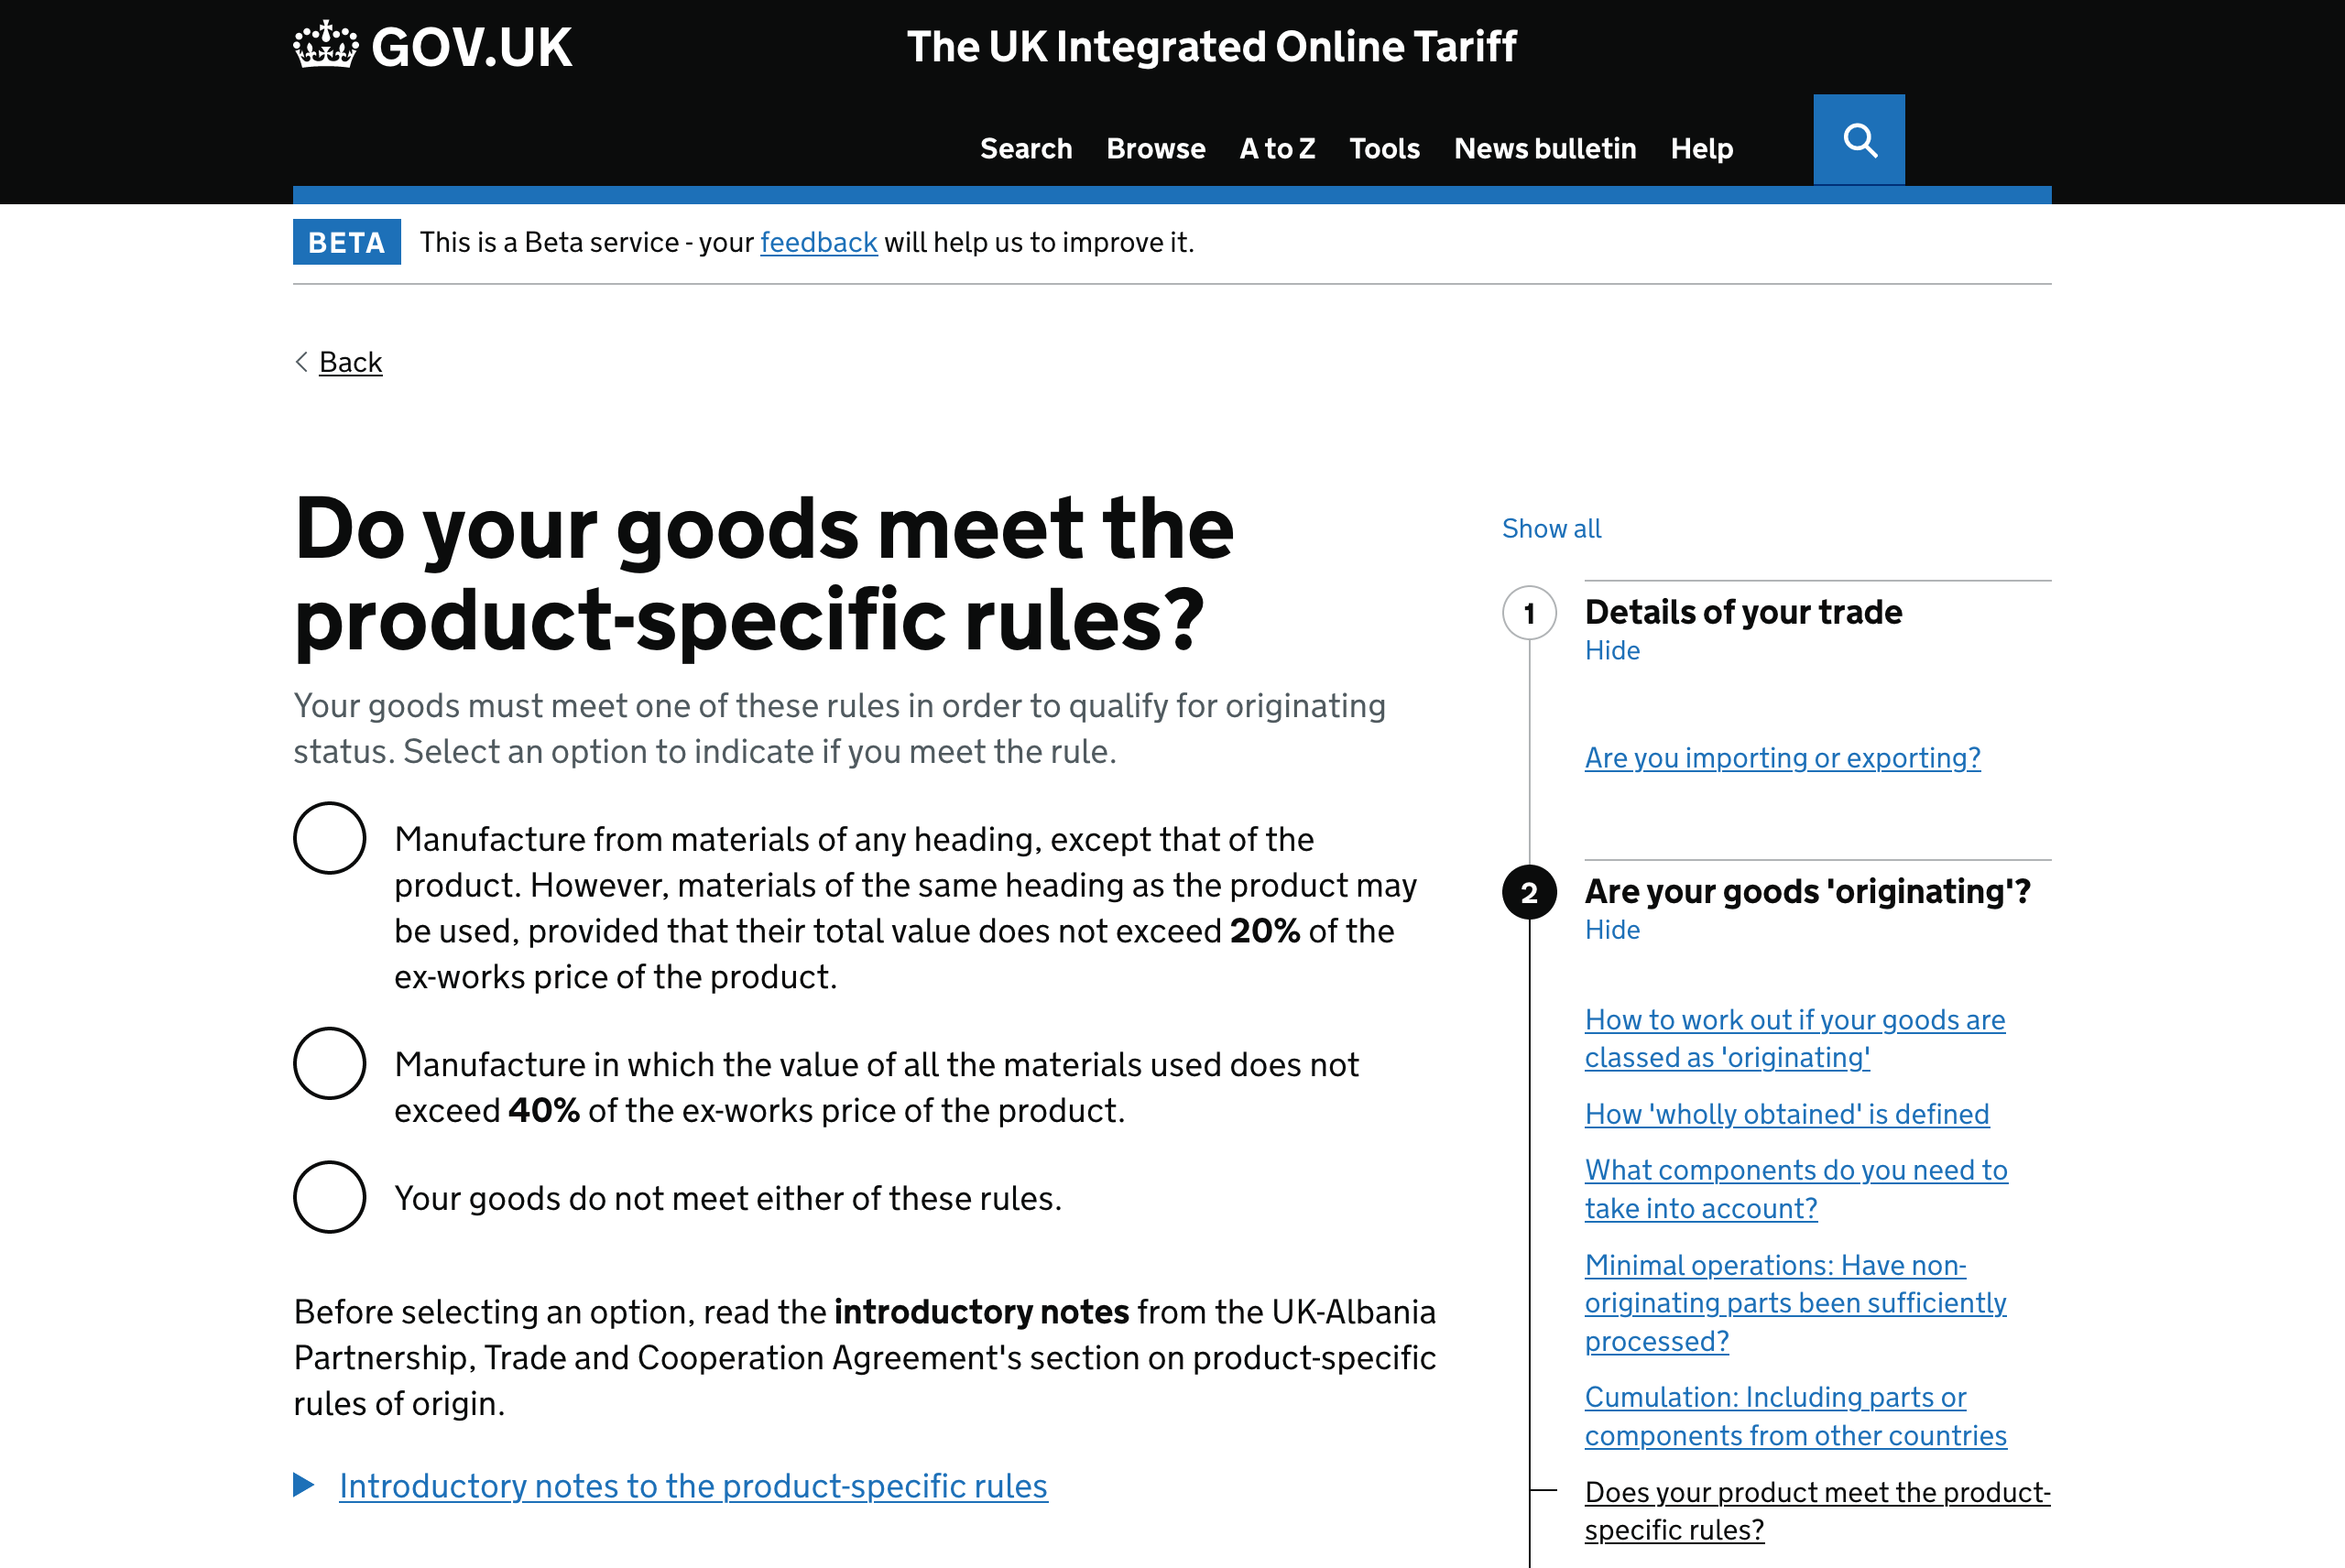 GOV.UK
The UK Integrated Online Tariff
Search Browse A to Z Tools News bulletin Help
BETA This is a Beta service - your feedback will help us to improve it.
Back
Do your goods meet the
product-specific rules?
Your goods must meet one of these rules in order to qualify for originating
status. Select an option to indicate if you meet the rule.
Manufacture from materials of any heading, except that of the
product. However, materials of the same heading as the product may
be used, provided that their total value does not exceed 20% of the
ex-works price of the product.
Manufacture in which the value of all the materials used does not
exceed 40% of the ex-works price of the product.
Your goods do not meet either of these rules.
Before selecting an option, read the introductory notes from the UK-Albania
Partnership, Trade and Cooperation Agreement's section on product-specific
rules of origin.
Introductory notes to the product-specific rules
Show all
1 Details of your trade
Hide
Are you importing or exporting?
2 Are your goods 'originating'?
Hide
How to work out if your goods are
classed as 'originating'
How 'wholly obtained' is defined
What components do you need to
take into account?
Minimal operations: Have non-
originating parts been sufficiently
processed?
Cumulation: Including parts or
components from other countries
Does your product meet the product-
specific rules?